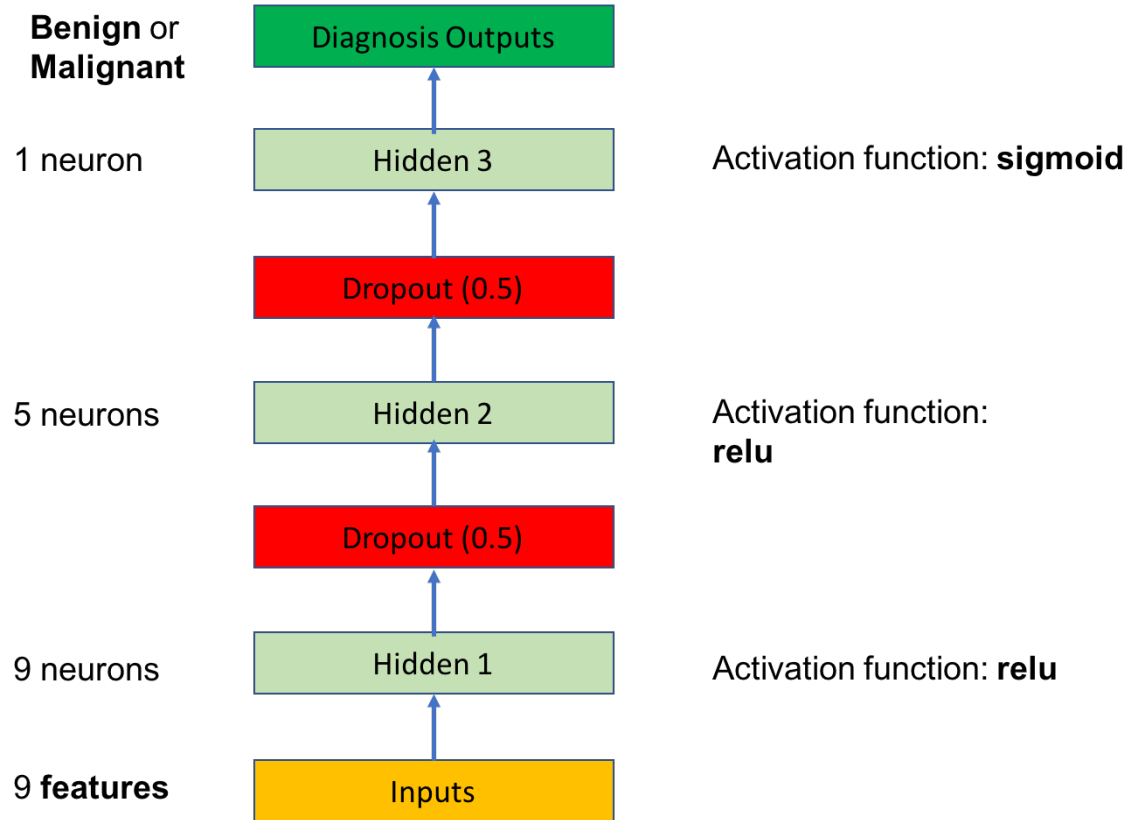 Benign or
Malignant
Diagnosis Outputs
1 neuron
Hidden 3
Activation function: sigmoid
Dropout (0.5)
5 neurons
Hidden 2
Activation function:
relu
Dropout (0.5)
9 neurons
Hidden 1
Activation function: relu
9 features
Inputs